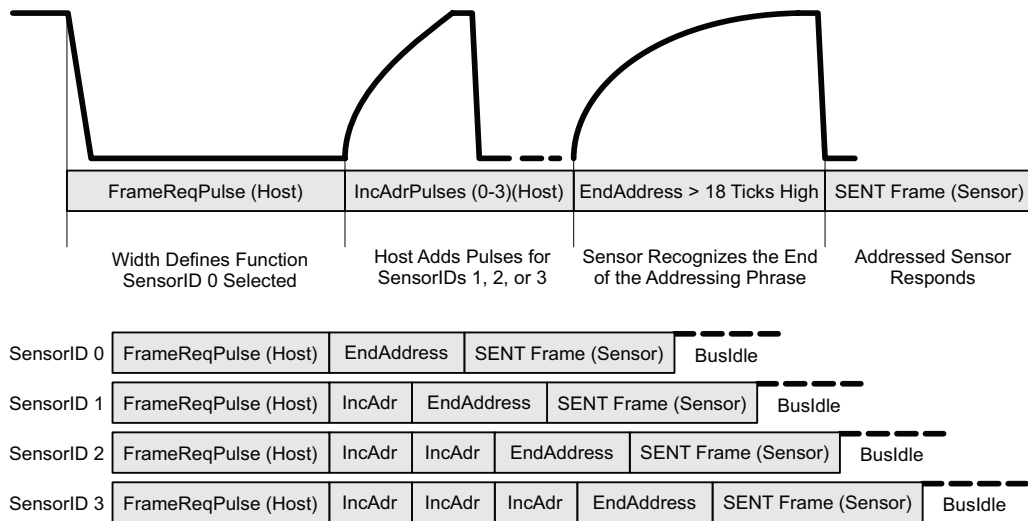 FrameReqPulse (Host) IncAdrPulses (0-3)(Host) EndAddress > 18 Ticks High SENT Frame (Sensor)
Width Defines Function
SensorID 0 Selected
Host Adds Pulses for
SensorIDs 1, 2, or 3
Sensor Recognizes the End
of the Addressing Phrase
Addressed Sensor
Responds
SensorID 0 FrameReqPulse (Host) EndAddress SENT Frame (Sensor) BusIdle
SensorID 1 FrameReqPulse (Host) IncAdr EndAddress SENT Frame (Sensor) BusIdle
SensorID 2 FrameReqPulse (Host) IncAdr IncAdr EndAddress SENT Frame (Sensor) BusIdle
SensorID 3 FrameReqPulse (Host) IncAdr IncAdr IncAdr EndAddress SENT Frame (Sensor) BusIdle